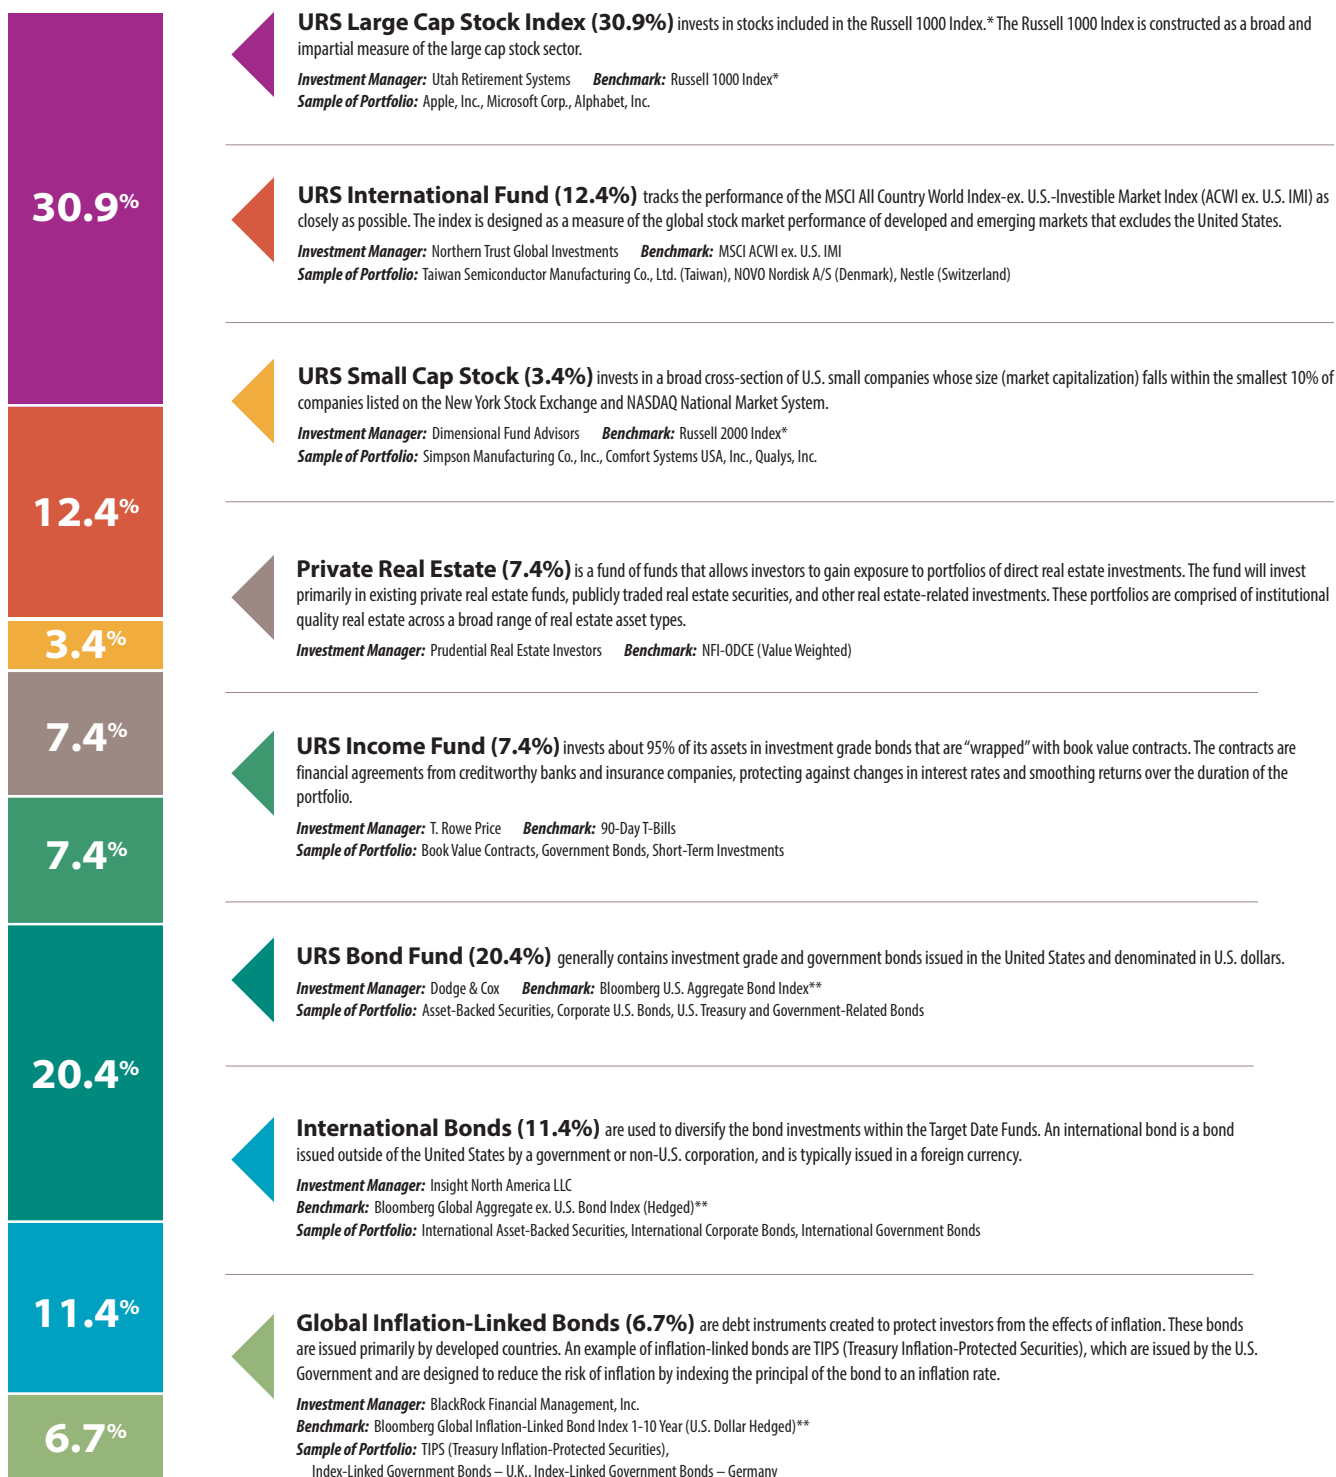 30.9%
12.4%
3.4%
7.4%
7.4%
20.4%
11.4%
6.7%
URS Large Cap Stock Index (30.9%) invests in stocks included in the Russell 1000 Index.* The Russell 1000 Index is constructed as a broad and
impartial measure of the large cap stock sector.
Investment Manager: Utah Retirement Systems Benchmark: Russell 1000 Index*
Sample of Portfolio: Apple, Inc., Microsoft Corp., Alphabet, Inc.
URS International Fund (12.4%) tracks the performance of the MSCI All Country World Index-ex. U.S.-Investible Market Index (ACWI ex. U.S. IMI) as
closely as possible. The index is designed as a measure of the global stock market performance of developed and emerging markets that excludes the United States.
Investment Manager: Northern Trust Global Investments Benchmark: MSCI ACWI ex. U.S. IMI
Sample of Portfolio: Taiwan Semiconductor Manufacturing Co., Ltd. (Taiwan), NOVO Nordisk A/S (Denmark), Nestle (Switzerland)
URS Small Cap Stock (3.4%) invests in a broad cross-section of U.S. small companies whose size (market capitalization) falls within the smallest 10% of
companies listed on the New York Stock Exchange and NASDAQ National Market System.
Investment Manager: Dimensional Fund Advisors Benchmark: Russell 2000 Index*
Sample of Portfolio: Simpson Manufacturing Co., Inc., Comfort Systems USA, Inc., Qualys, Inc.
Private Real Estate (7.4%) is a fund of funds that allows investors to gain exposure to portfolios of direct real estate investments. The fund will invest
primarily in existing private real estate funds, publicly traded real estate securities, and other real estate-related investments. These portfolios are comprised of institutional
quality real estate across a broad range of real estate asset types.
Investment Manager: Prudential Real Estate Investors Benchmark: NFI-ODCE (Value Weighted)
URS Income Fund (7.4%) invests about 95% of its assets in investment grade bonds that are “wrapped” with book value contracts. The contracts are
financial agreements from creditworthy banks and insurance companies, protecting against changes in interest rates and smoothing returns over the duration of the
portfolio.
Investment Manager: T. Rowe Price Benchmark: 90-Day T-Bills
Sample of Portfolio: Book Value Contracts, Government Bonds, Short-Term Investments
URS Bond Fund (20.4%) generally contains investment grade and government bonds issued in the United States and denominated in U.S. dollars.
Investment Manager: Dodge & Cox Benchmark: Bloomberg U.S. Aggregate Bond Index**
Sample of Portfolio: Asset-Backed Securities, Corporate U.S. Bonds, U.S. Treasury and Government-Related Bonds
International Bonds (11.4%) are used to diversify the bond investments within the Target Date Funds. An international bond is a bond
issued outside of the United States by a government or non-U.S. corporation, and is typically issued in a foreign currency.
Investment Manager: Insight North America LLC
Benchmark: Bloomberg Global Aggregate ex. U.S. Bond Index (Hedged)**
Sample of Portfolio: International Asset-Backed Securities, International Corporate Bonds, International Government Bonds
Global Inflation-Linked Bonds (6.7%) are debt instruments created to protect investors from the effects of inflation. These bonds
are issued primarily by developed countries. An example of inflation-linked bonds are TIPS (Treasury Inflation-Protected Securities), which are issued by the U.S.
Government and are designed to reduce the risk of inflation by indexing the principal of the bond to an inflation rate.
Investment Manager: BlackRock Financial Management, Inc.
Benchmark: Bloomberg Global Inflation-Linked Bond Index 1-10 Year (U.S. Dollar Hedged)**
Sample of Portfolio: TIPS (Treasury Inflation-Protected Securities),
Index-Linked Government Bonds – U.K., Index-Linked Government Bonds – Germany